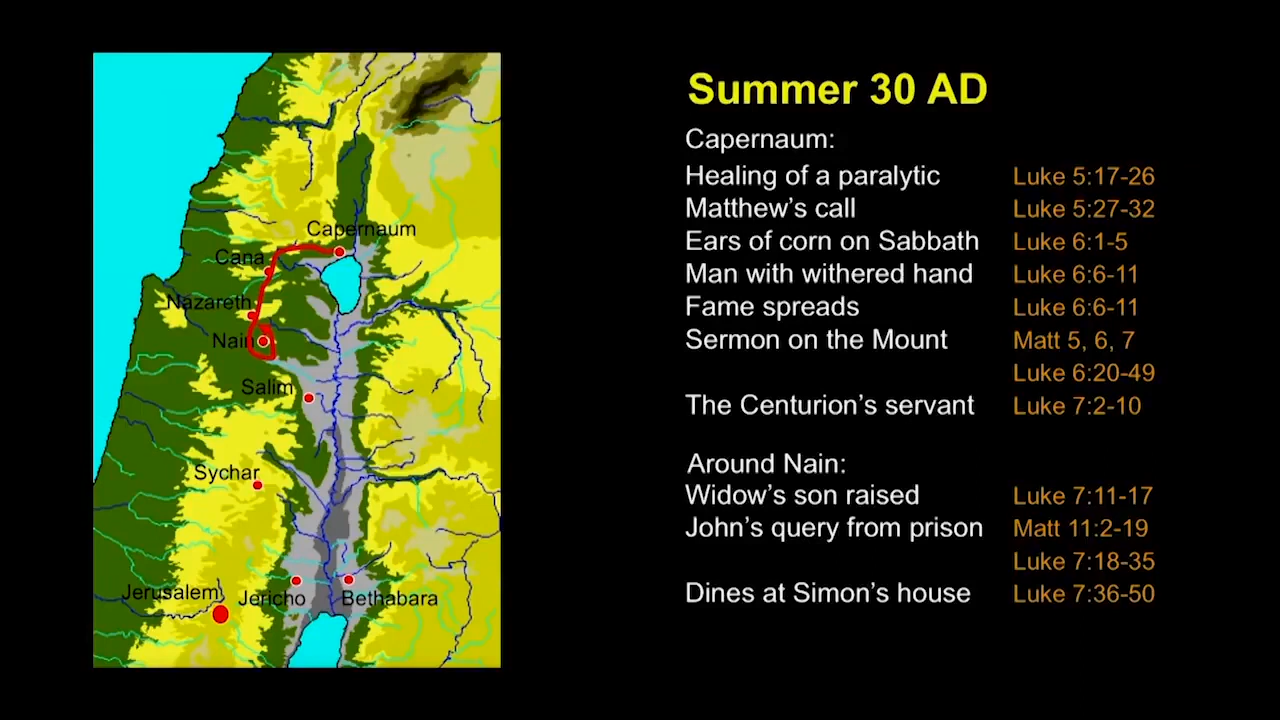 Capernaum
Cana
Nazareth
Nain
Salim
Sychar
Jerusalem
Jericho
Bethabara
Summer 30 AD
Capernaum:
Healing of a paralytic Luke 5:17-26
Matthew’s call Luke 5:27-32
Ears of corn on Sabbath Luke 6:1-5
Man with withered hand Luke 6:6-11
Fame spreads Luke 6:6-11
Sermon on the Mount Matt 5, 6, 7
Luke 6:20-49
The Centurion’s servant Luke 7:2-10
Around Nain:
Widow’s son raised Luke 7:11-17
John’s query from prison Matt 11:2-19
Luke 7:18-35
Dines at Simon’s house Luke 7:36-50